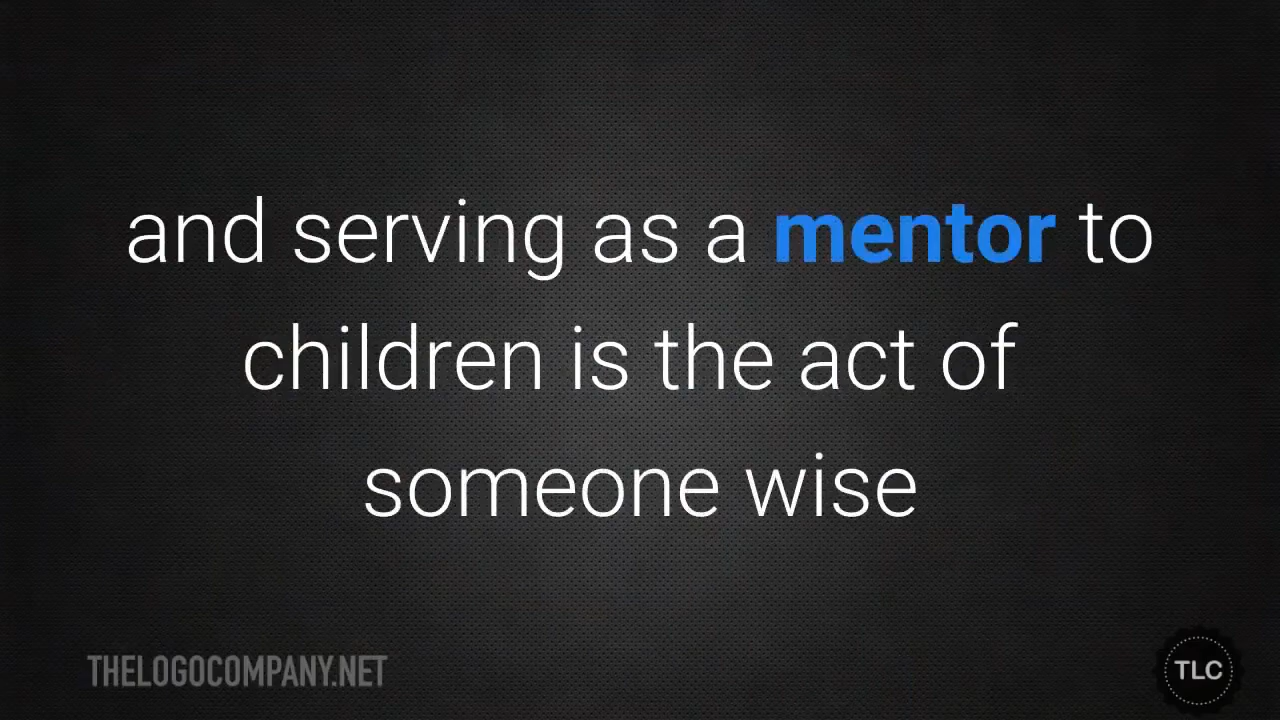 and serving as a mentor to
children is the act of
someone wise
THELOGOCOMPANY.NET
TLC